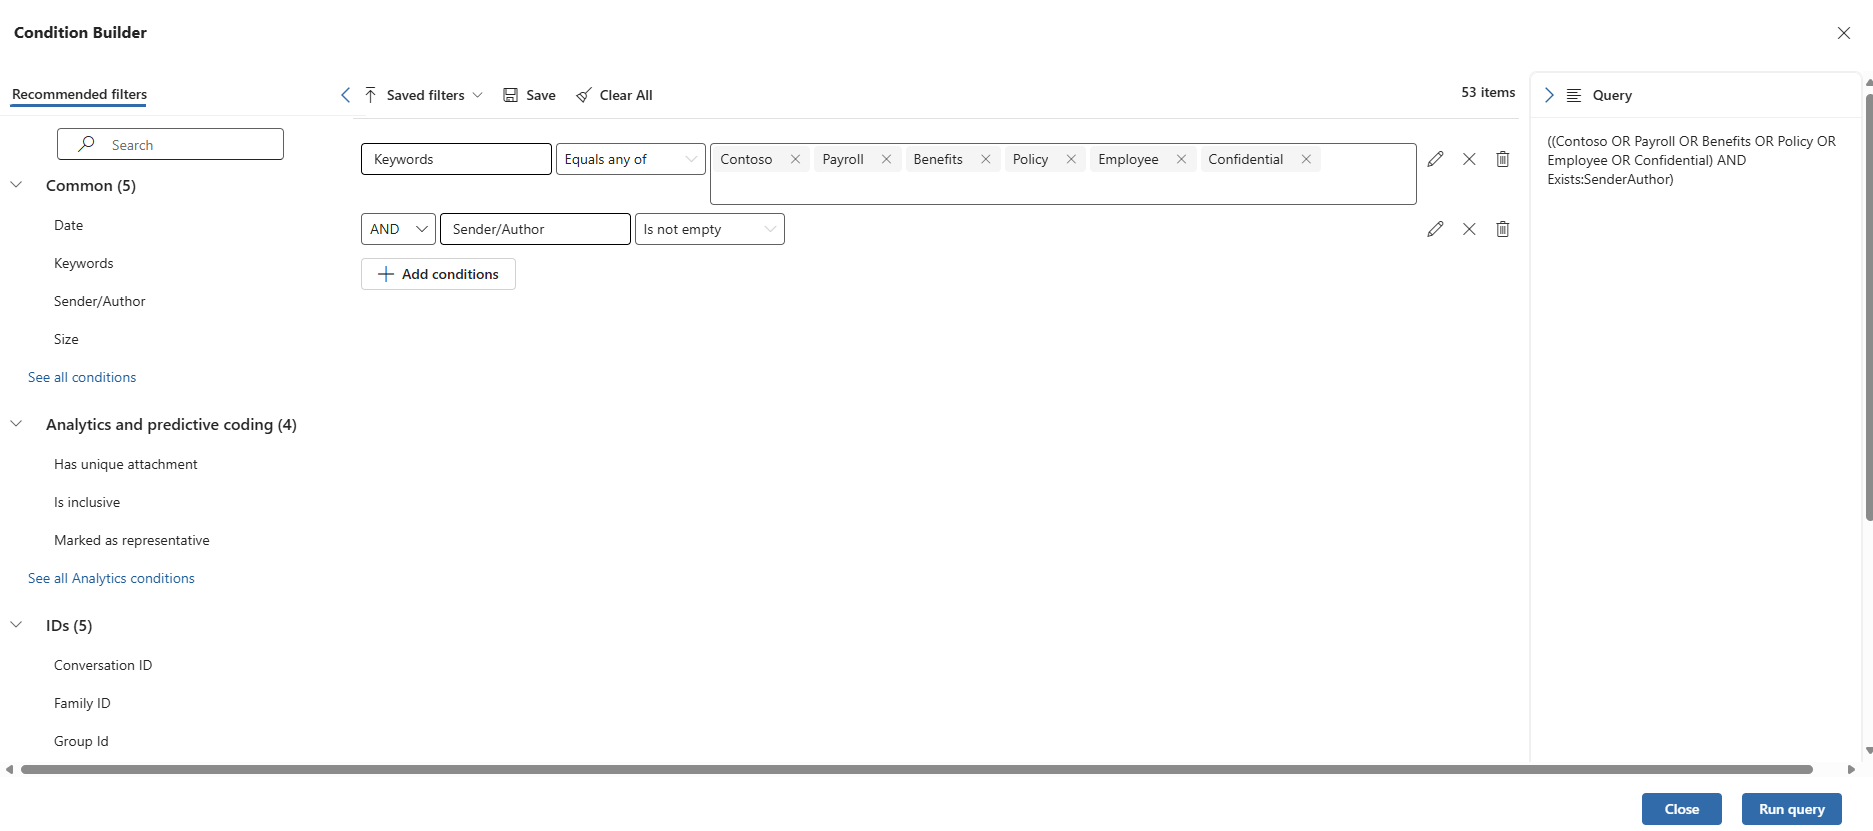 Condition Builder
Recommended filters
Saved filters
Save
Clear All
53 items
Query
Search
Common (5)
Date
Keywords
Sender/Author
Size
See all conditions
Analytics and predictive coding (4)
Has unique attachment
Is inclusive
Marked as representative
See all Analytics conditions
IDs (5)
Conversation ID
Family ID
Group Id
Keywords
Equals any of
Contoso
Payroll
Benefits
Policy
Employee
Confidential
AND
Sender/Author
Is not empty
Add conditions
((Contoso OR Payroll OR Benefits OR Policy OR
Employee OR Confidential) AND
Exists:SenderAuthor)
Close
Run query